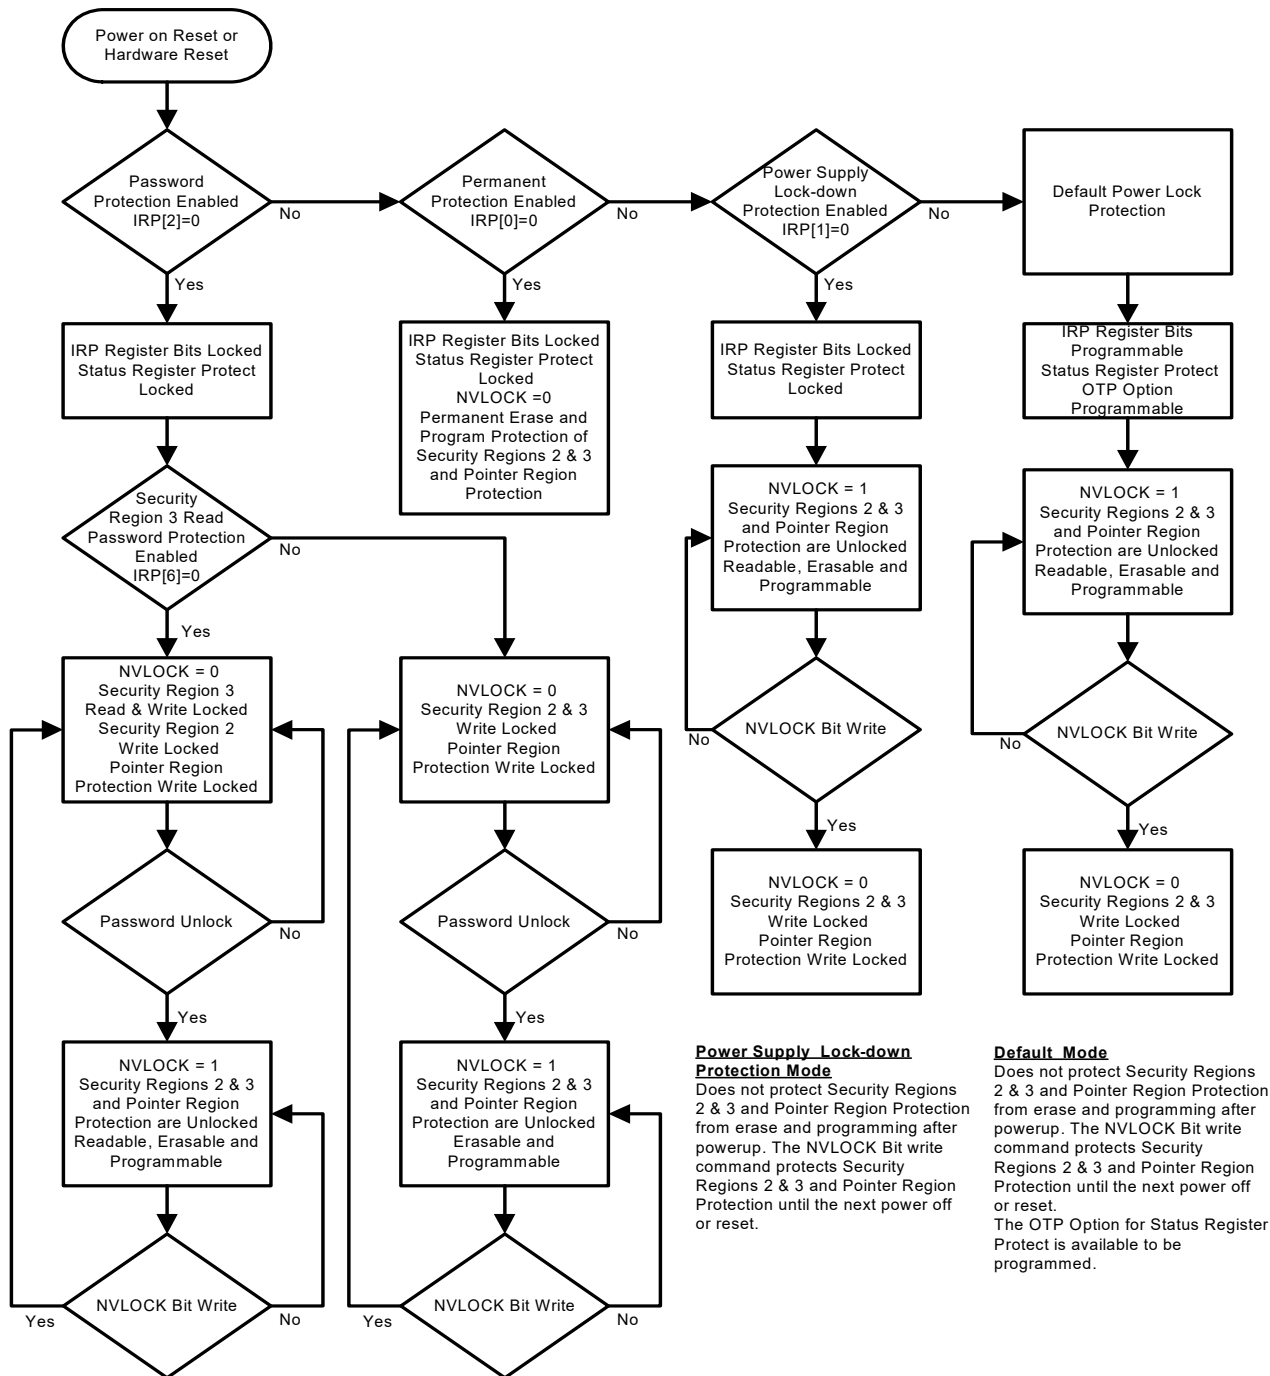 Power on Reset or
Hardware Reset
Password
Protection Enabled
IRP[2]=0
No
Yes
Permanent
Protection Enabled
IRP[0]=0
No
Yes
Power Supply
Lock-down
Protection Enabled
IRP[1]=0
No
Yes
Default Power Lock
Protection
IRP Register Bits Locked
Status Register Protect
Locked
IRP Register Bits Locked
Status Register Protect
Locked
NVLOCK =0
Permanent Erase and
Program Protection of
Security Regions 2 & 3
and Pointer Region
Protection
IRP Register Bits Locked
Status Register Protect
Locked
IRP Register Bits
Programmable
Status Register Protect
OTP Option
Programmable
Security
Region 3 Read
Password Protection
Enabled
IRP[6]=0
No
Yes
NVLOCK = 1
Security Regions 2 & 3
and Pointer Region
Protection are Unlocked
Readable, Erasable and
Programmable
NVLOCK = 1
Security Regions 2 & 3
and Pointer Region
Protection are Unlocked
Readable, Erasable and
Programmable
NVLOCK = 0
Security Region 3
Read & Write Locked
Security Region 2
Write Locked
Pointer Region
Protection Write Locked
NVLOCK = 0
Security Region 2 & 3
Write Locked
Pointer Region
Protection Write Locked
NVLOCK Bit Write
No
Yes
NVLOCK Bit Write
No
Yes
Password Unlock
No
Yes
Password Unlock
No
Yes
NVLOCK = 0
Security Regions 2 & 3
Write Locked
Pointer Region
Protection Write Locked
NVLOCK = 0
Security Regions 2 & 3
Write Locked
Pointer Region
Protection Write Locked
NVLOCK = 1
Security Regions 2 & 3
and Pointer Region
Protection are Unlocked
Readable, Erasable and
Programmable
NVLOCK = 1
Security Regions 2 & 3
and Pointer Region
Protection are Unlocked
Erasable and
Programmable
Power Supply Lock-down
Protection Mode
Does not protect Security Regions
2 & 3 and Pointer Region Protection
from erase and programming after
powerup. The NVLOCK Bit write
command protects Security
Regions 2 & 3 and Pointer Region
Protection until the next power off
or reset.
Default Mode
Does not protect Security Regions
2 & 3 and Pointer Region Protection
from erase and programming after
powerup. The NVLOCK Bit write
command protects Security
Regions 2 & 3 and Pointer Region
Protection until the next power off
or reset.
The OTP Option for Status Register
Protect is available to be
programmed.
NVLOCK Bit Write
Yes
No
NVLOCK Bit Write
Yes
No